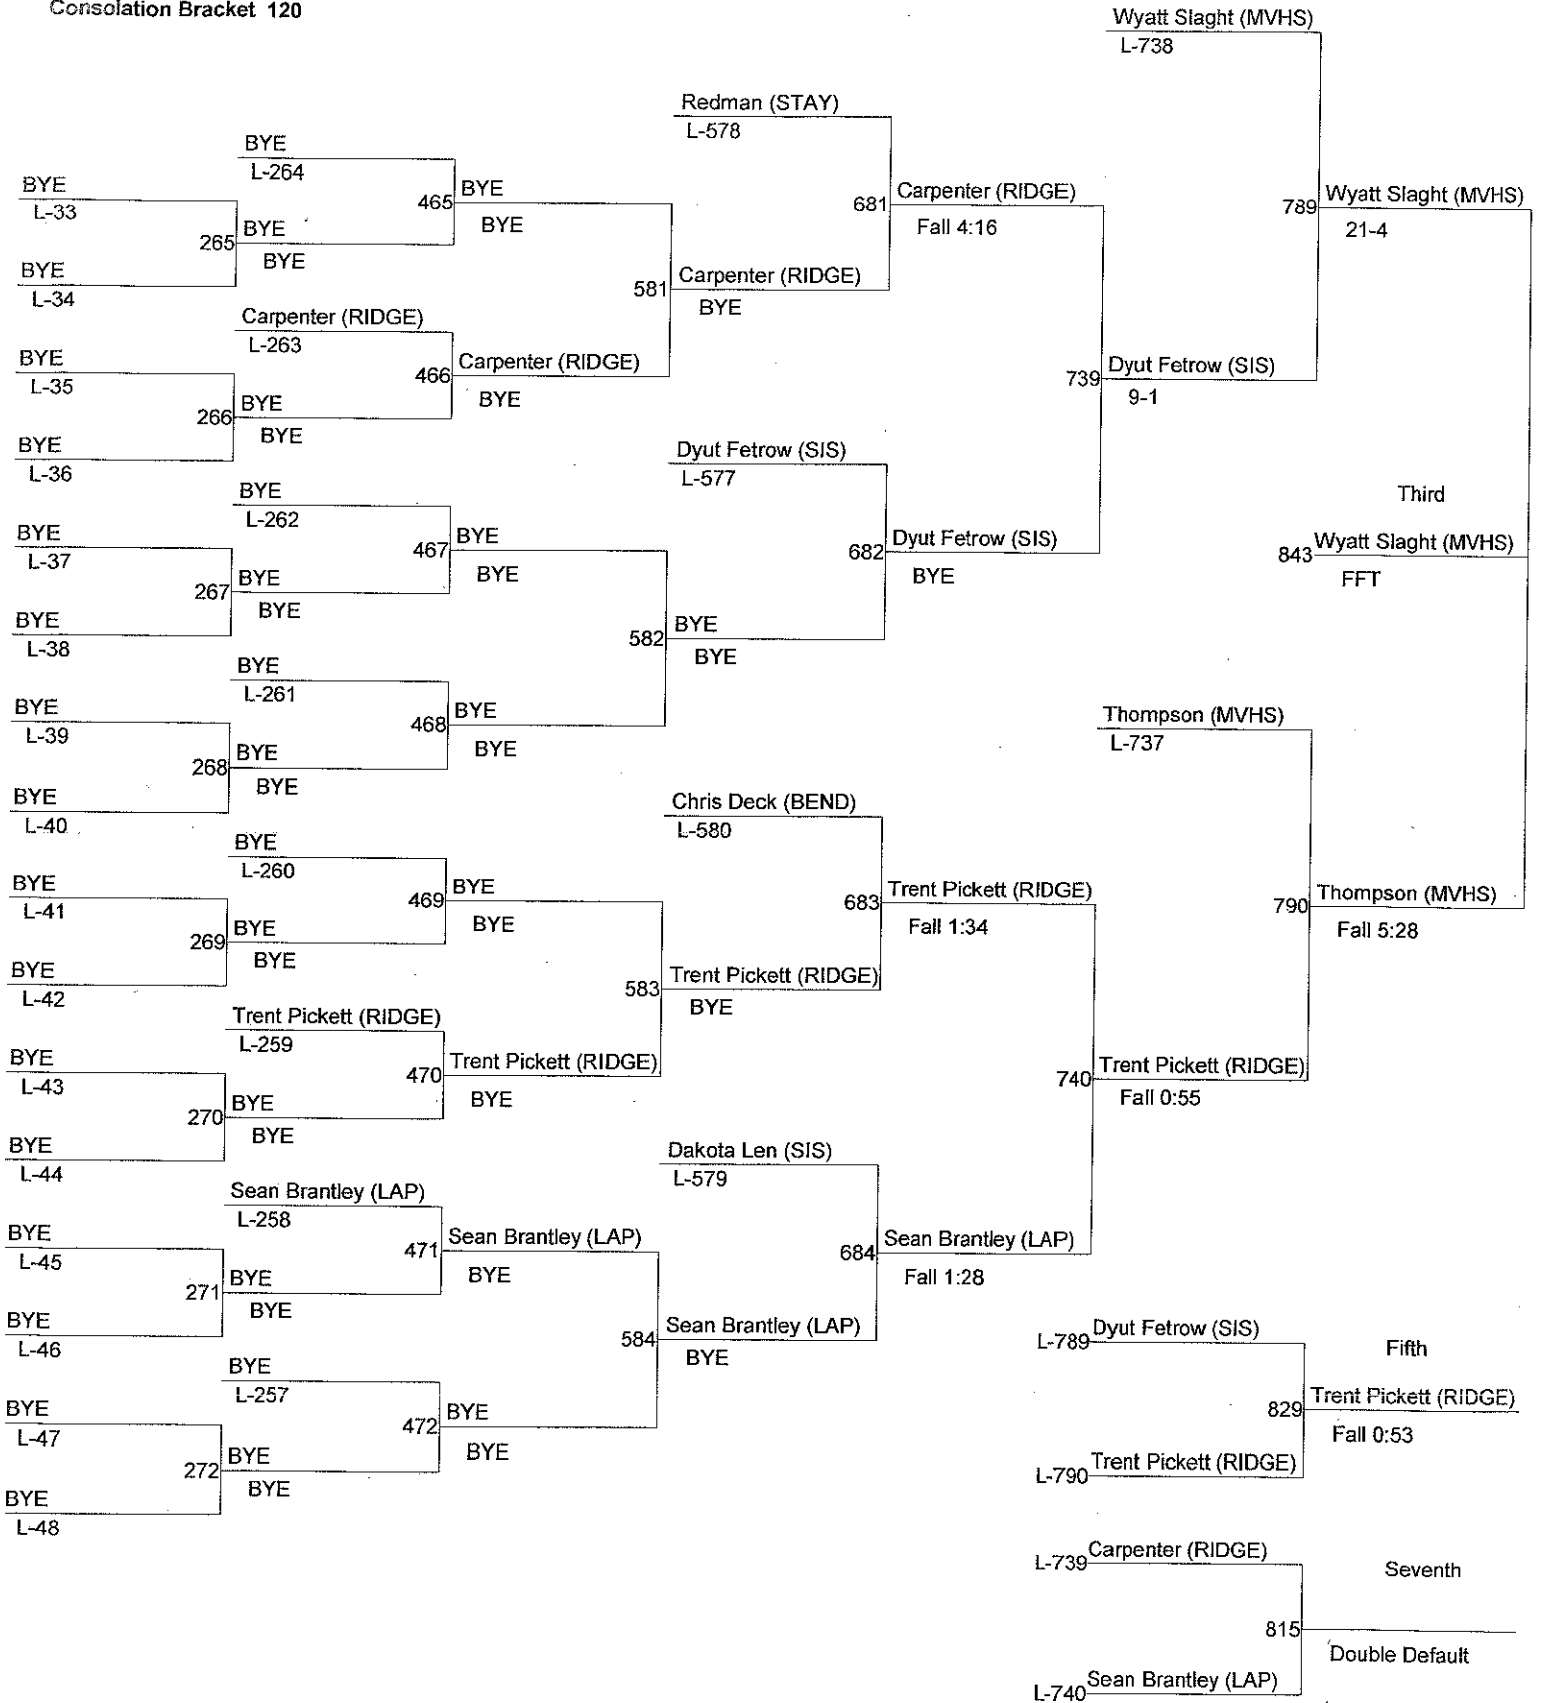 Consolation Bracket 120
Wyatt Slaght (MVHS)
L-738
Redman (STAY)
L-578
BYE
L-264
BYE
L-33
465 BYE
BYE
681 Carpenter (RIDGE)
Fall 4:16
789 Wyatt Slaght (MVHS)
21-4
265 BYE
BYE
BYE
L-34
581 Carpenter (RIDGE)
BYE
Carpenter (RIDGE)
L-263
BYE
L-35
466 Carpenter (RIDGE)
BYE
739 Dyut Fetrow (SIS)
9-1
266 BYE
BYE
BYE
L-36
Dyut Fetrow (SIS)
L-577
BYE
L-262
Third
BYE
L-37
467 BYE
BYE
682 Dyut Fetrow (SIS)
BYE
843 Wyatt Slaght (MVHS)
FFT
267 BYE
BYE
BYE
L-38
582 BYE
BYE
BYE
L-261
BYE
L-39
468 BYE
BYE
Thompson (MVHS)
L-737
268 BYE
BYE
BYE
L-40
Chris Deck (BEND)
L-580
BYE
L-260
BYE
L-41
469 BYE
BYE
683 Trent Pickett (RIDGE)
Fall 1:34
790 Thompson (MVHS)
Fall 5:28
269 BYE
BYE
BYE
L-42
583 Trent Pickett (RIDGE)
BYE
Trent Pickett (RIDGE)
L-259
BYE
L-43
470 Trent Pickett (RIDGE)
BYE
740 Trent Pickett (RIDGE)
Fall 0:55
270 BYE
BYE
BYE
L-44
Dakota Len (SIS)
L-579
Sean Brantley (LAP)
L-258
BYE
L-45
471 Sean Brantley (LAP)
BYE
684 Sean Brantley (LAP)
Fall 1:28
271 BYE
BYE
BYE
L-46
584 Sean Brantley (LAP)
BYE
L-789 Dyut Fetrow (SIS)
Fifth
BYE
L-257
BYE
L-47
472 BYE
BYE
829 Trent Pickett (RIDGE)
Fall 0:53
272 BYE
BYE
L-790 Trent Pickett (RIDGE)
BYE
L-48
L-739 Carpenter (RIDGE)
Seventh
815
Double Default
L-740 Sean Brantley (LAP)